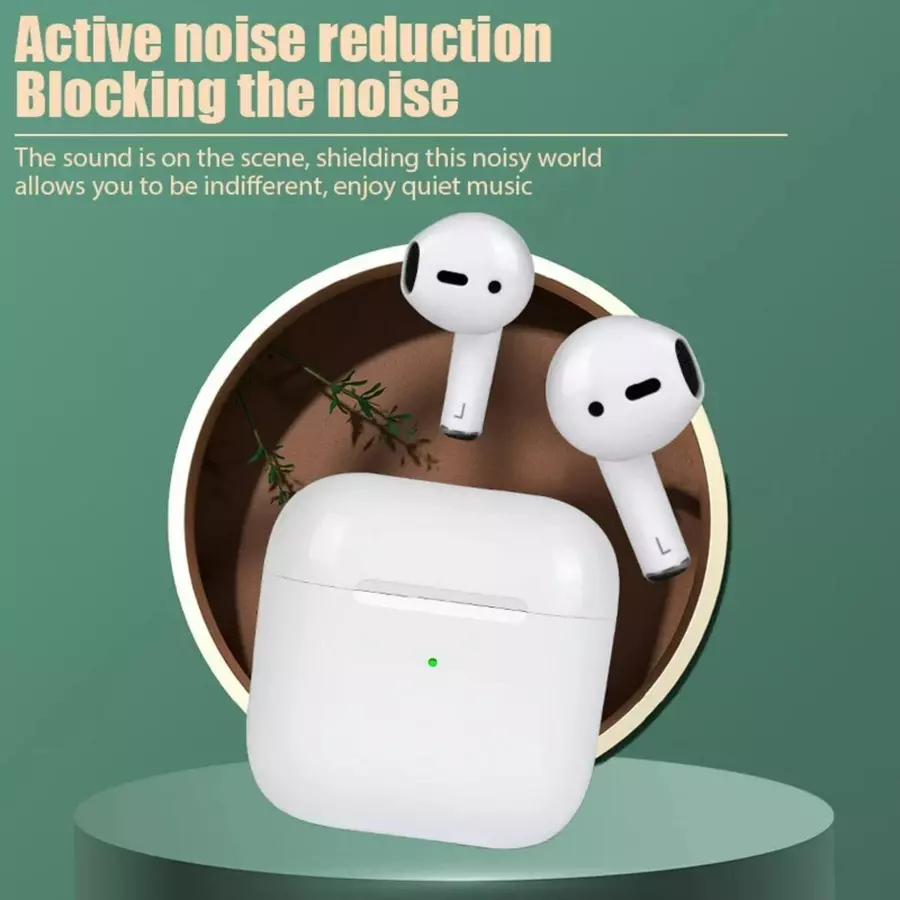 Active noise reduction
Blocking the noise
The sound is on the scene, shielding this noisy world
allows you to be indifferent, enjoy quiet music
L
L